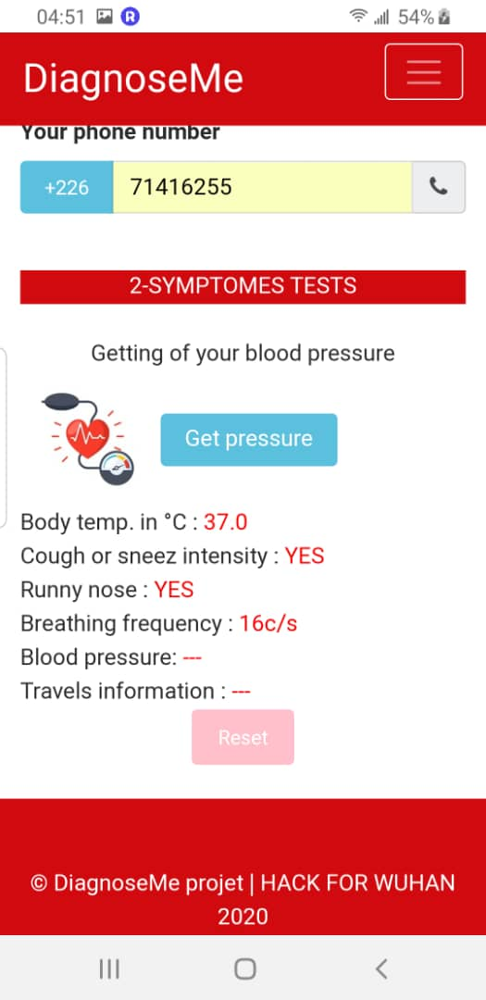 04:51 R 54%
DiagnoseMe
Your phone number
+226 71416255
2-SYMPTOMES TESTS
Getting of your blood pressure
Get pressure
Body temp. in °C : 37.0
Cough or sneez intensity : YES
Runny nose : YES
Breathing frequency : 16c/s
Blood pressure: ---
Travels information : ---
Reset
© DiagnoseMe projet | HACK FOR WUHAN
2020